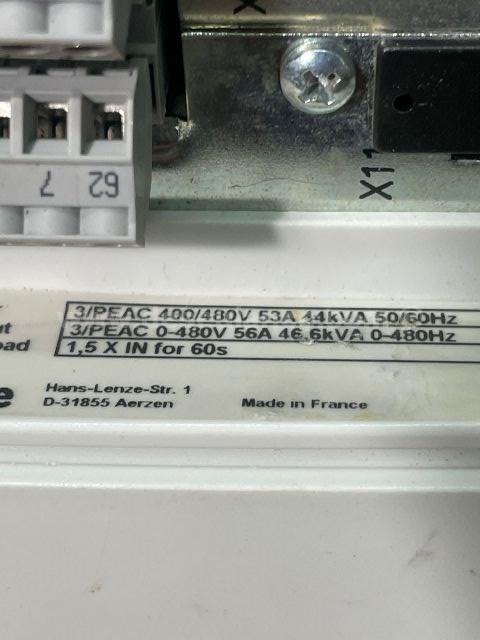 X11
62 7
3/PEAC 400/480V 53A 44kVA 50/60Hz
3/PEAC 0-480V 56A 46.6kVA 0-480Hz
1,5 X IN for 60s
Hans-Lenze-Str. 1
D-31855 Aerzen
Made in France